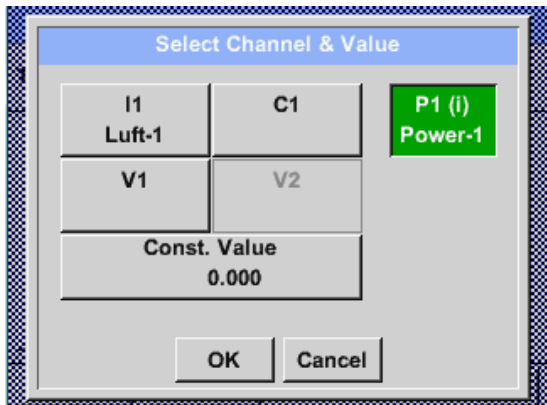 Select Channel & Value
I1
Luft-1
C1
P1 (i)
Power-1
V1
V2
Const. Value
0.000
OK
Cancel